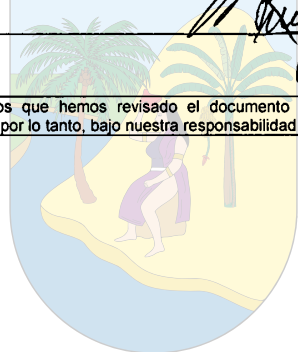 os que hemos revisado el documento
por lo tanto, bajo nuestra responsabilidad